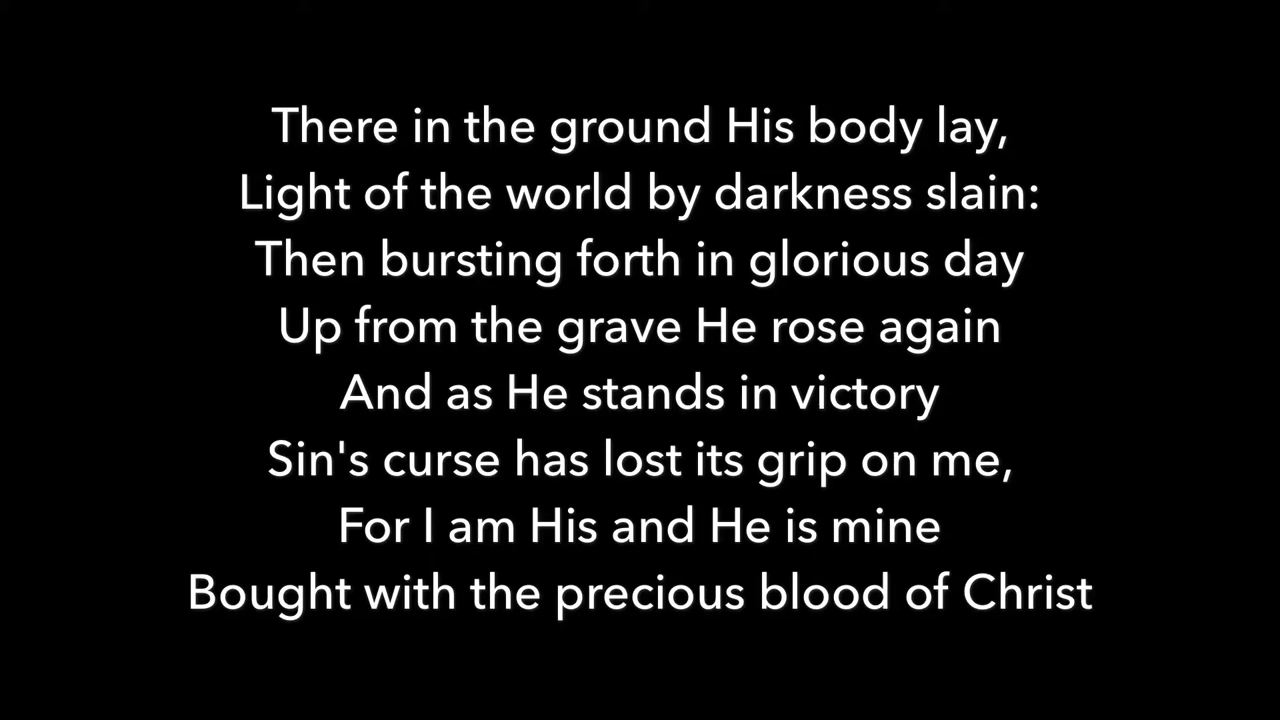 There in the ground His body lay,
Light of the world by darkness slain:
Then bursting forth in glorious day
Up from the grave He rose again
And as He stands in victory
Sin's curse has lost its grip on me,
For I am His and He is mine
Bought with the precious blood of Christ